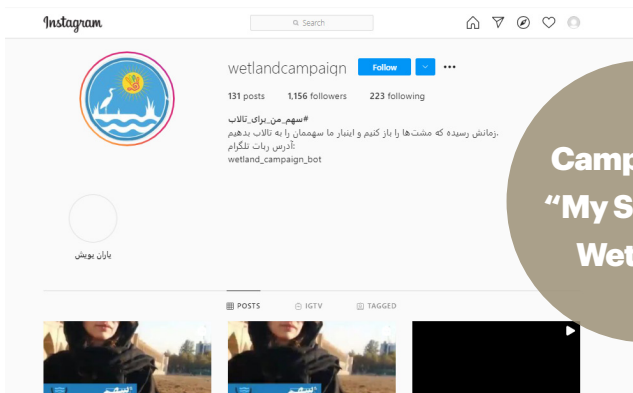 Instagram
Search
wetlandcampaign
Follow
131 posts 1,156 followers 223 following
#سهم_من_برای_تالاب
زمانش رسیده که مشت‌ها را باز کنیم و اینبار ما سهممان را به تالاب بدهیم.
آدرس ربات تلگرام:
wetland_campaign_bot
Camp
“My S
Wet
یاران پویش
POSTS IGTV TAGGED
سهم